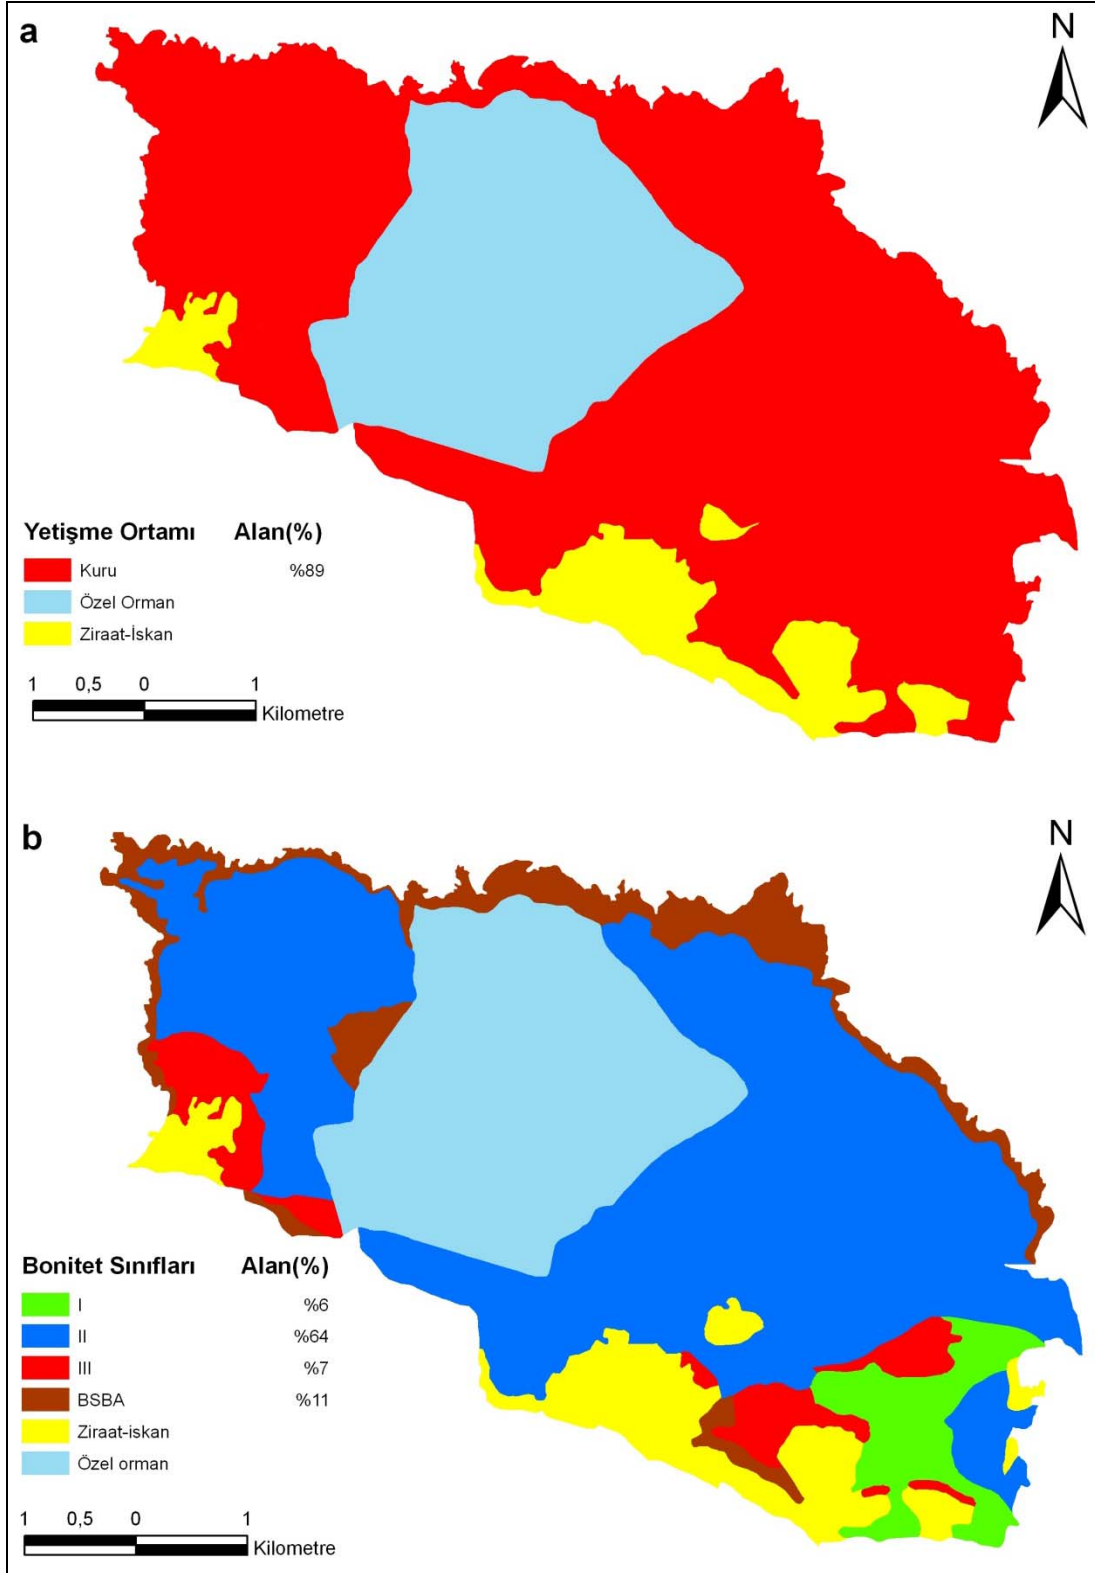 a
N
Yetişme Ortamı Alan(%)
Kuru %89
Özel Orman
Ziraat-İskan
1 0,5 0 1
Kilometre
b
N
Bonitet Sınıfları Alan(%)
I %6
II %64
III %7
BSBA %11
Ziraat-iskan
Özel orman
1 0,5 0 1
Kilometre